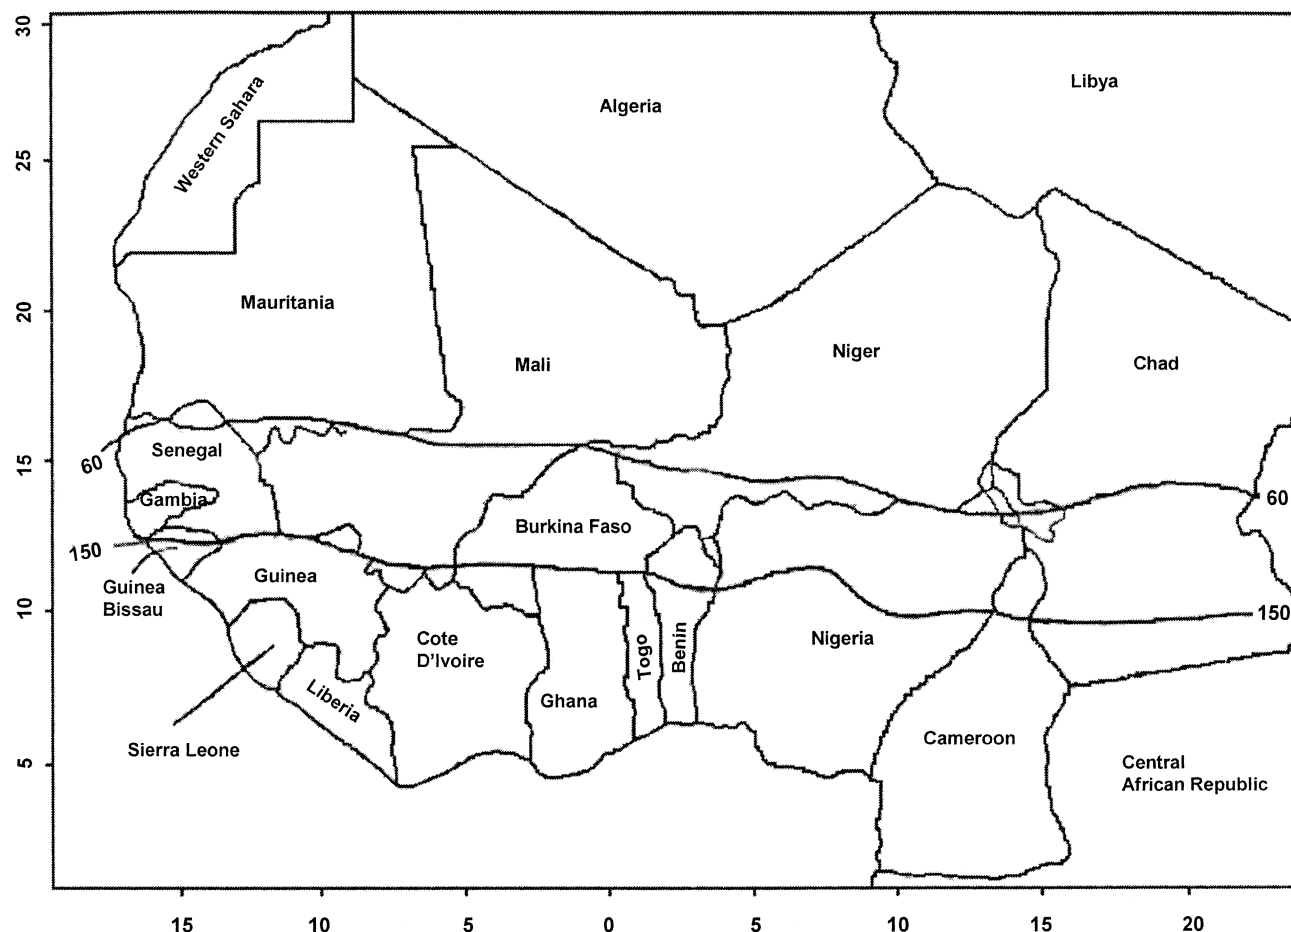 30
Libya
Algeria
Western Sahara
25
Mauritania
20
Niger
Mali
Chad
Senegal
60
15
Gambia
60
Burkina Faso
150
Guinea
Guinea
Bissau
10
150
Cote
D'Ivoire
Togo
Benin
Nigeria
Liberia
Ghana
Sierra Leone
Cameroon
5
Central
African Republic
15 10 5 0 5 10 15 20